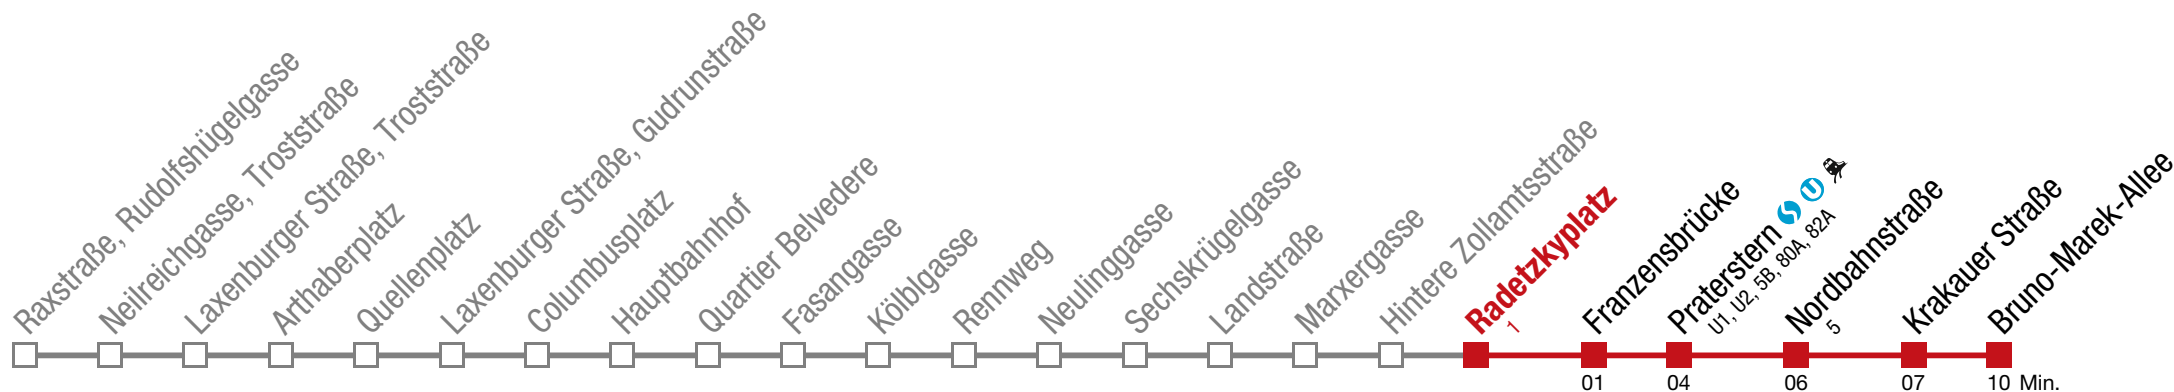 Raxstraße, Rudolfshügelgasse
Neilreichgasse, Troststraße
Laxenburger Straße, Troststraße
Arthaberplatz
Quellenplatz
Laxenburger Straße, Gudrunstraße
Columbusplatz
Hauptbahnhof
Quartier Belvedere
Fasangasse
Kölblgasse
Rennweg
Neulinggasse
Sechskrügelgasse
Landstraße
Marxergasse
Hintere Zollamtsstraße
Radetzkyplatz
1
Franzensbrücke
Praterstern S U
U1, U2, 5B, 80A, 82A
Nordbahnstraße
5
Krakauer Straße
Bruno-Marek-Allee
01 04 06 07 10 Min.